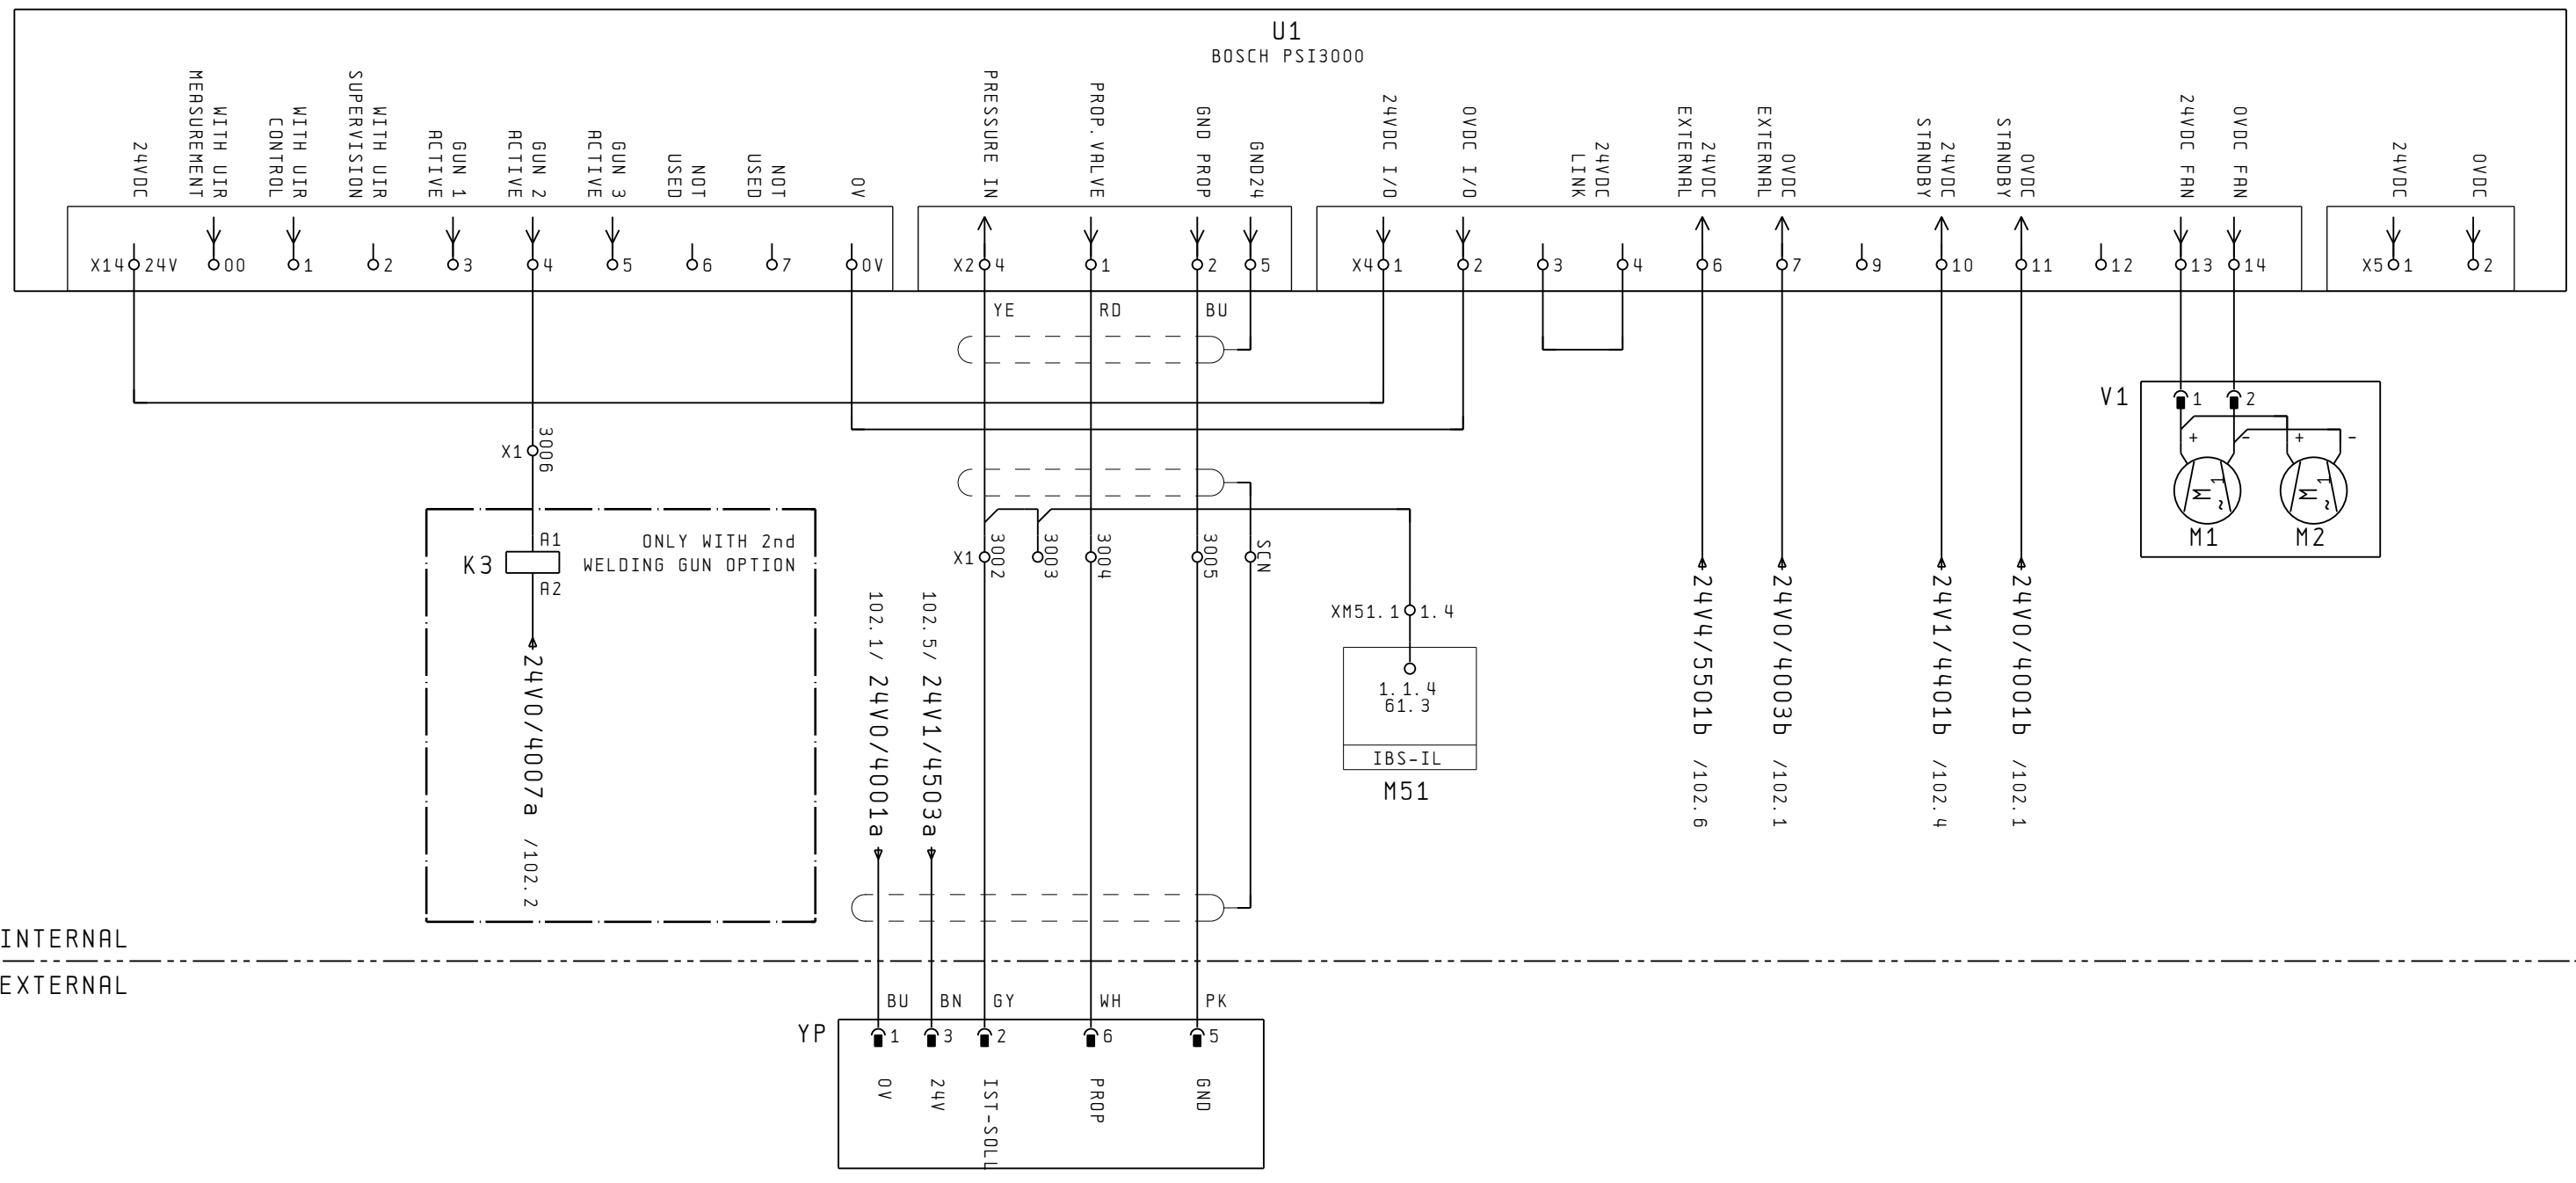 U1
BOSCH PSI3000
24VDC
WITH UIR
MEASUREMENT
WITH UIR
CONTROL
WITH UIR
SUPERVISION
GUN 1
ACTIVE
GUN 2
ACTIVE
GUN 3
ACTIVE
NOT
USED
NOT
USED
0V
PRESSURE IN
PROP.VALVE
GND PROP
GND24
24VDC I/O
0VDC I/O
24VDC
LINK
24VDC
EXTERNAL
0VDC
EXTERNAL
24VDC
STANDBY
0VDC
STANDBY
24VDC FAN
0VDC FAN
24VDC
0VDC
X14 24V 00 1 2 3 4 5 6 7 0V
X2 4 1 2 5
X4 1 2 3 4 6 7 9 10 11 12 13 14
X5 1 2
YE RD BU
V1 1 2
+ - + -
M 1 ~
M 1 ~
M1 M2
X1 3006
K3 A1
A2
ONLY WITH 2nd
WELDING GUN OPTION
24V0/4007a /102.2
X1 3002 3003 3004 3005 SCN
102.1/ 24V0/4001a
102.5/ 24V1/4503a
XM51.1 1.4
1.1.4
61.3
IBS-IL
M51
24V4/5501b /102.6
24V0/4003b /102.1
24V1/4401b /102.4
24V0/4001b /102.1
INTERNAL
EXTERNAL
BU BN GY WH PK
YP 1 3 2 6 5
0V
24V
IST-SOLL
PROP
GND